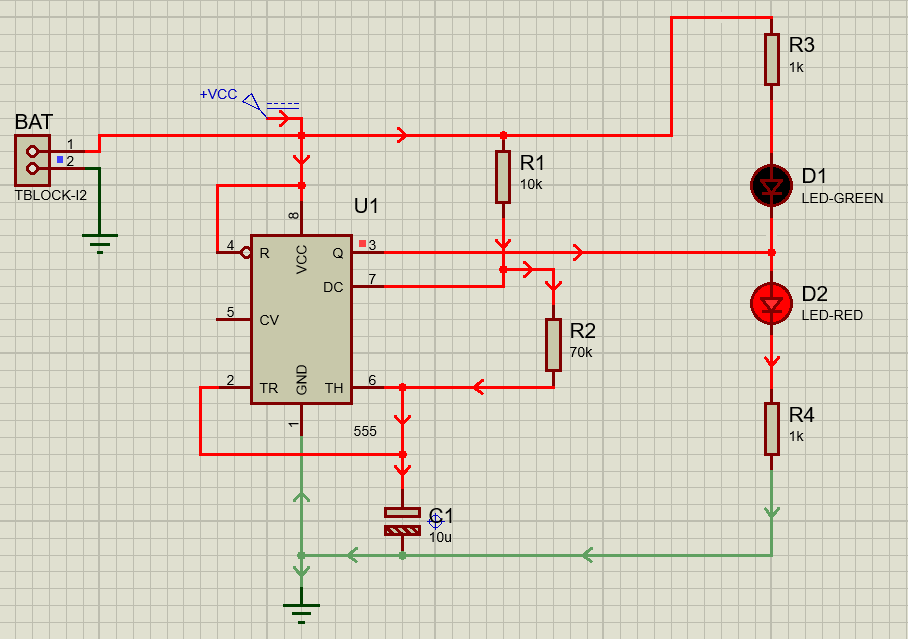 R3
1k
+VCC
BAT
1
2
TBLOCK-I2
R1
10k
D1
LED-GREEN
U1
8
4
R
VCC
Q
3
DC
7
D2
LED-RED
5
CV
R2
70k
2
TR
GND
TH
6
1
555
R4
1k
C1
10u